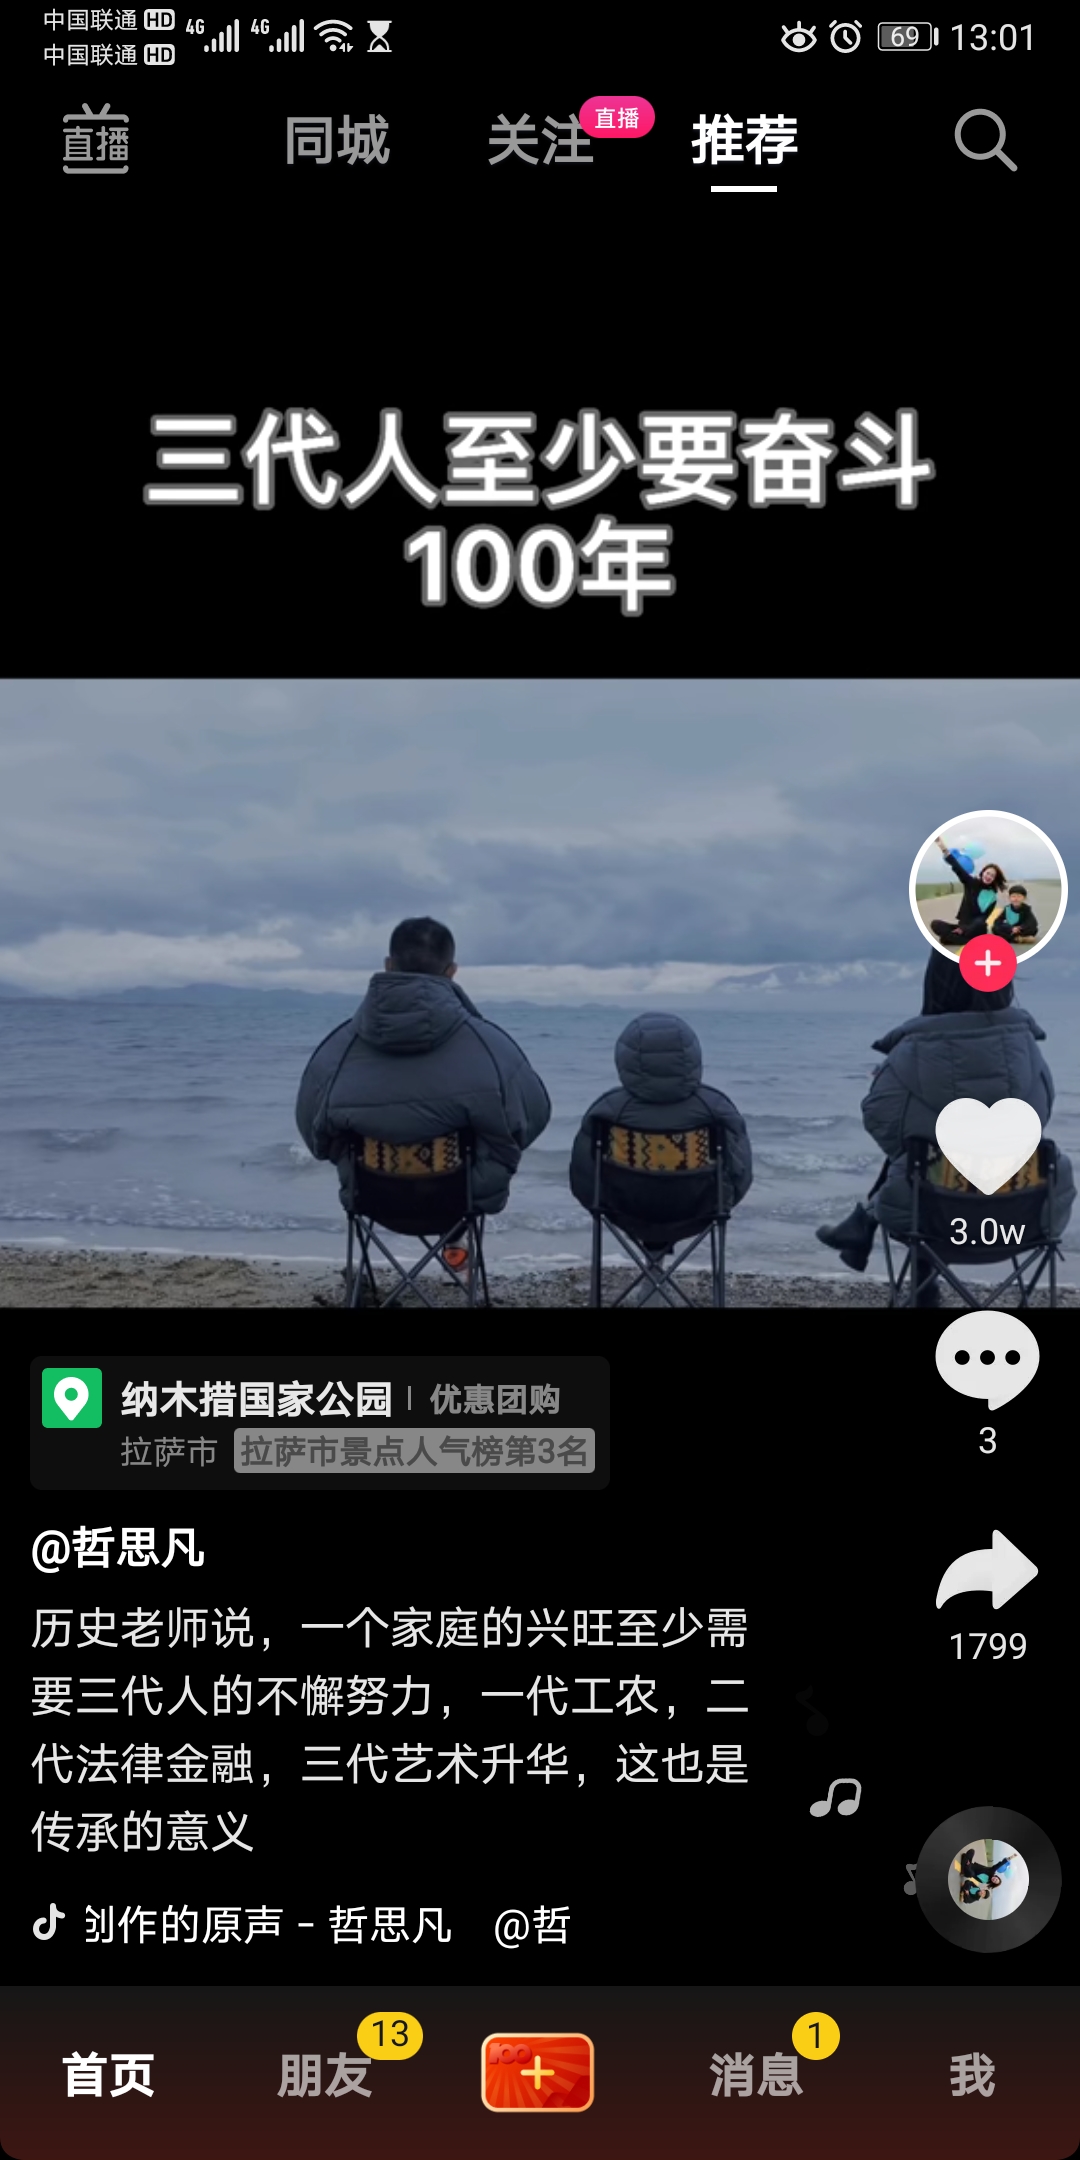 中国联通 HD 4G 4G 69 13:01
中国联通 HD
直播 同城 关注 直播 推荐
三代人至少要奋斗
100年
3.0w
纳木措国家公园 | 优惠团购
拉萨市 拉萨市景点人气榜第3名
3
@哲思凡
历史老师说，一个家庭的兴旺至少需
要三代人的不懈努力，一代工农，二
代法律金融，三代艺术升华，这也是
传承的意义
1799
创作的原声 - 哲思凡 @哲
首页 朋友 13 100 消息 1 我